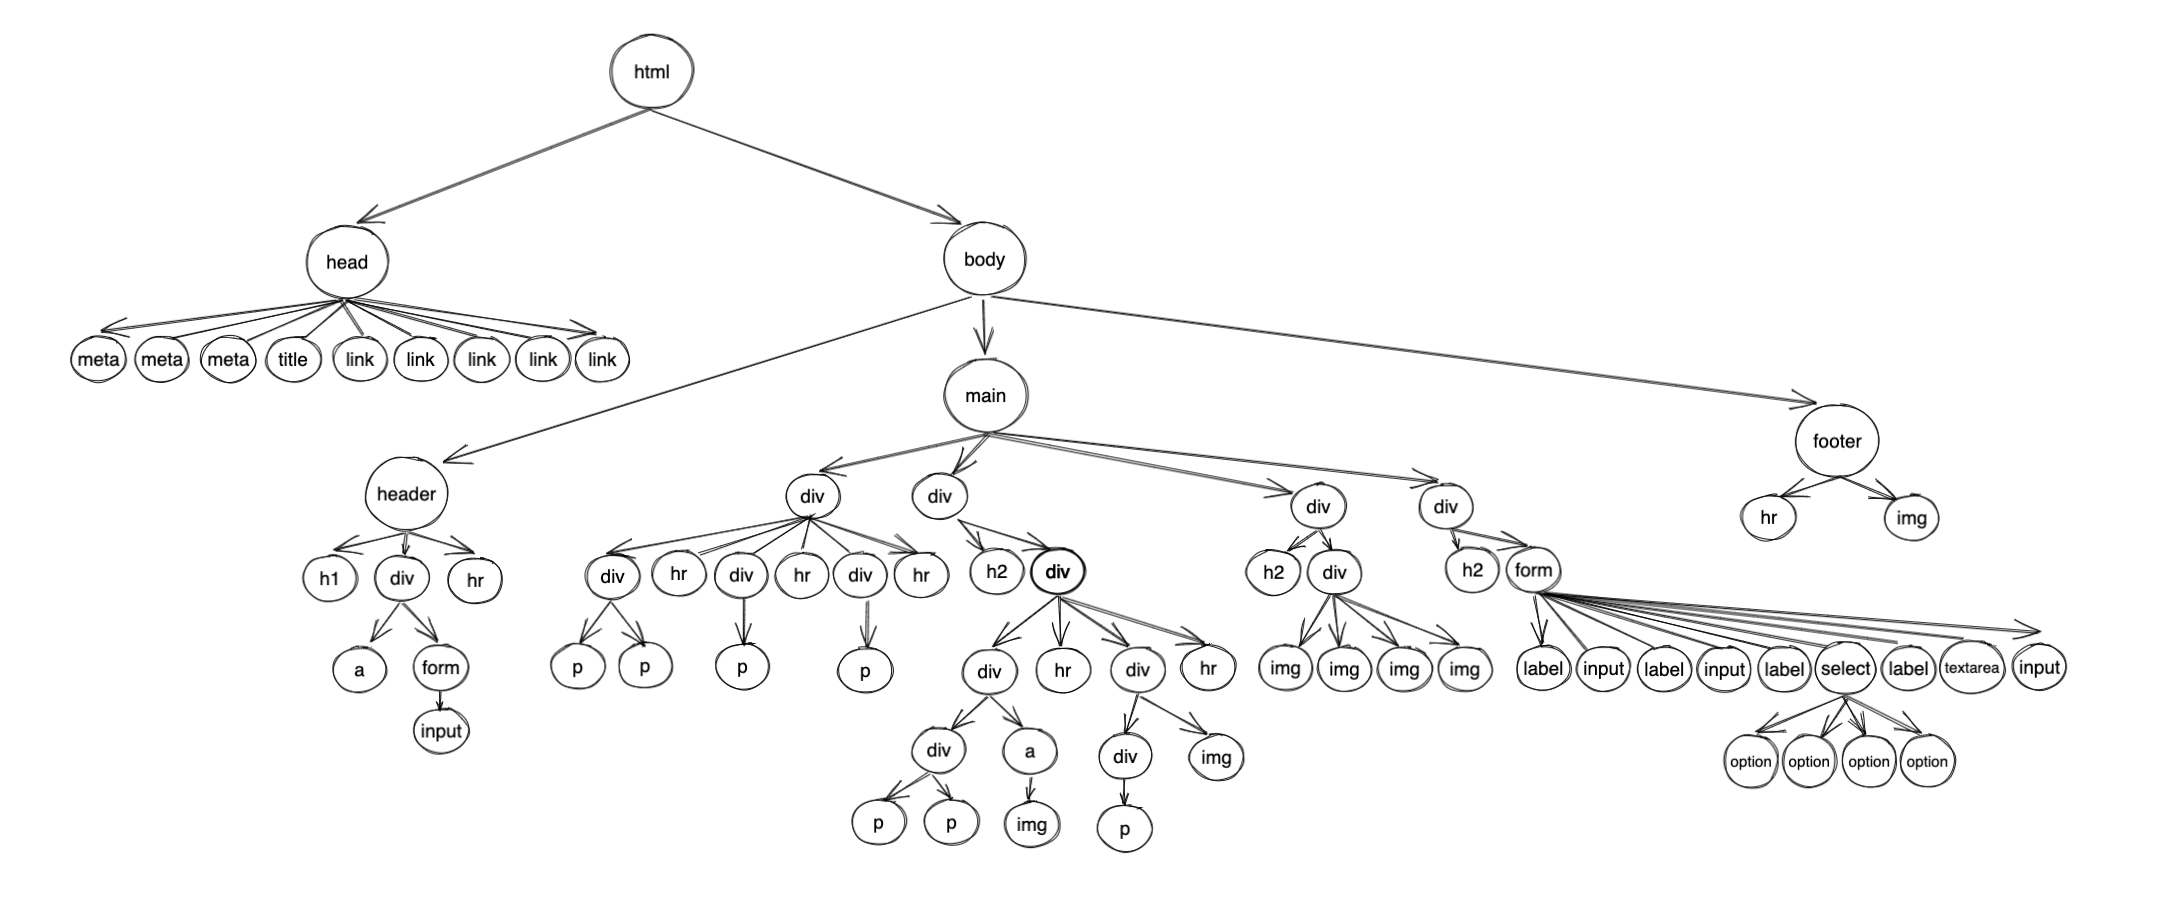 html
head
body
meta
meta
meta
title
link
link
link
link
link
main
footer
header
div
div
div
div
hr
img
h1
div
hr
div
hr
div
hr
div
hr
h2
div
h2
div
h2
form
a
form
p
p
p
p
div
hr
div
hr
img
img
img
img
label
input
label
input
label
select
label
textarea
input
input
div
a
div
img
option
option
option
option
p
p
img
p